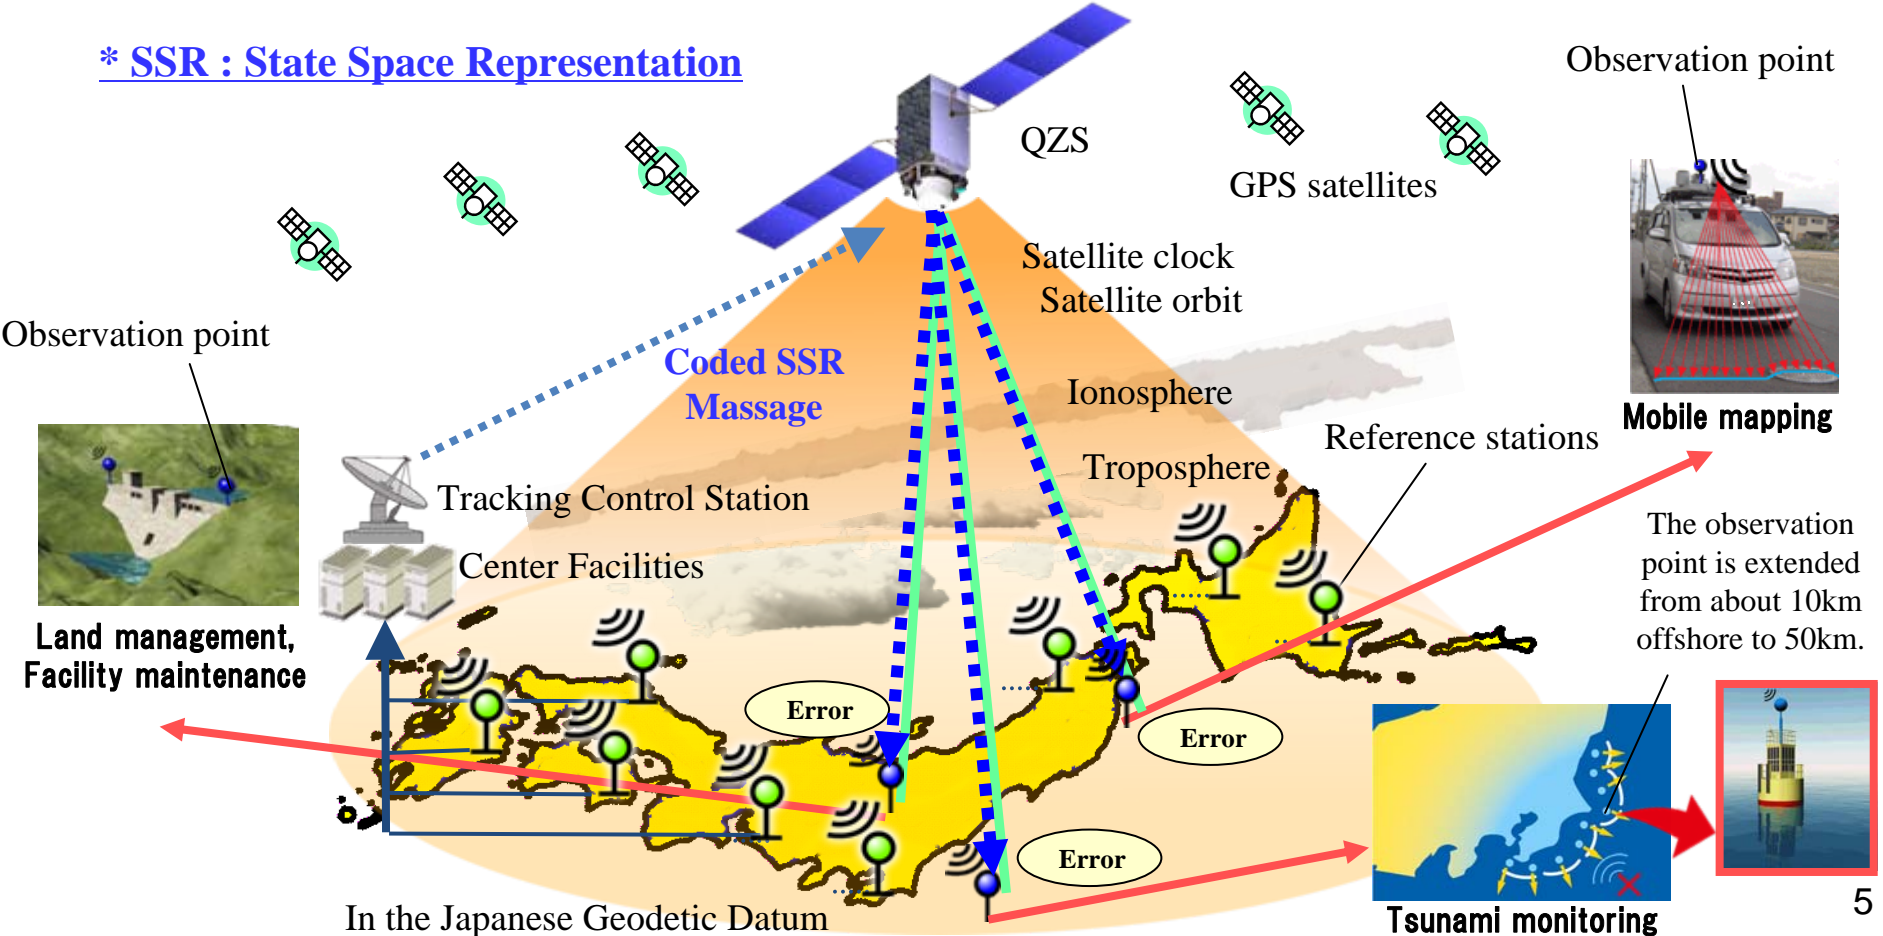 * SSR : State Space Representation
Observation point
QZS
GPS satellites
Satellite clock
Satellite orbit
Observation point
Coded SSR
Massage
Ionosphere
Mobile mapping
Reference stations
Troposphere
Tracking Control Station
The observation
point is extended
from about 10km
offshore to 50km.
Center Facilities
Land management,
Facility maintenance
Error
Error
Error
In the Japanese Geodetic Datum
Tsunami monitoring
5